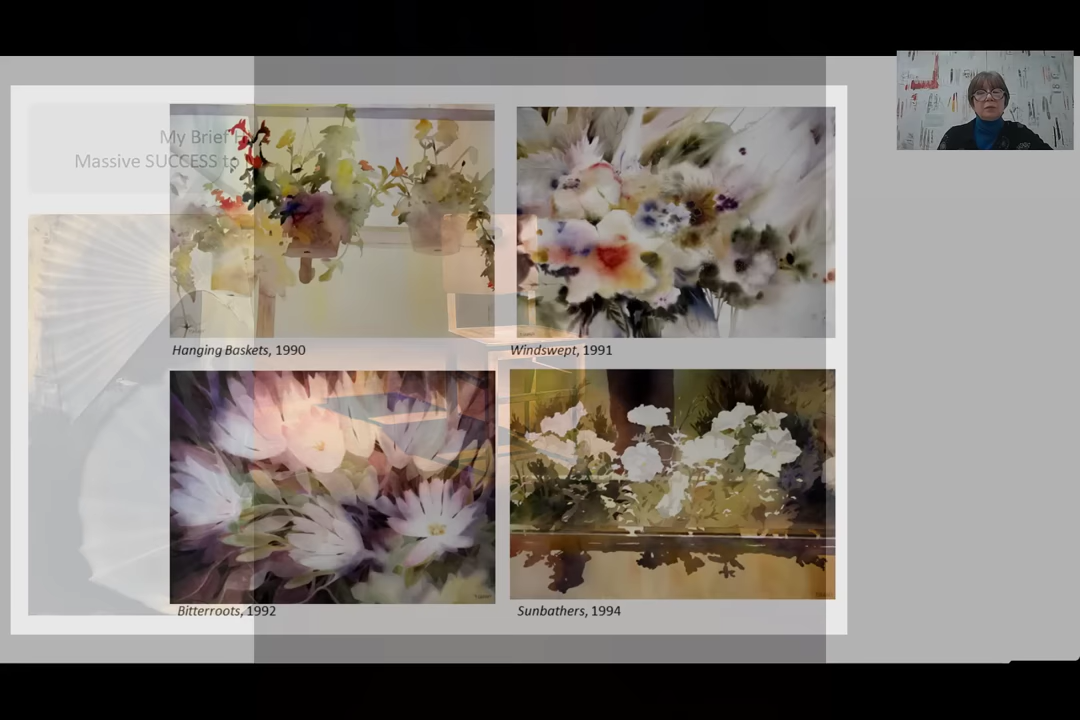 My Brief
Massive SUCCESS to
Hanging Baskets, 1990
Windswept, 1991
Bitterroots, 1992
Sunbathers, 1994